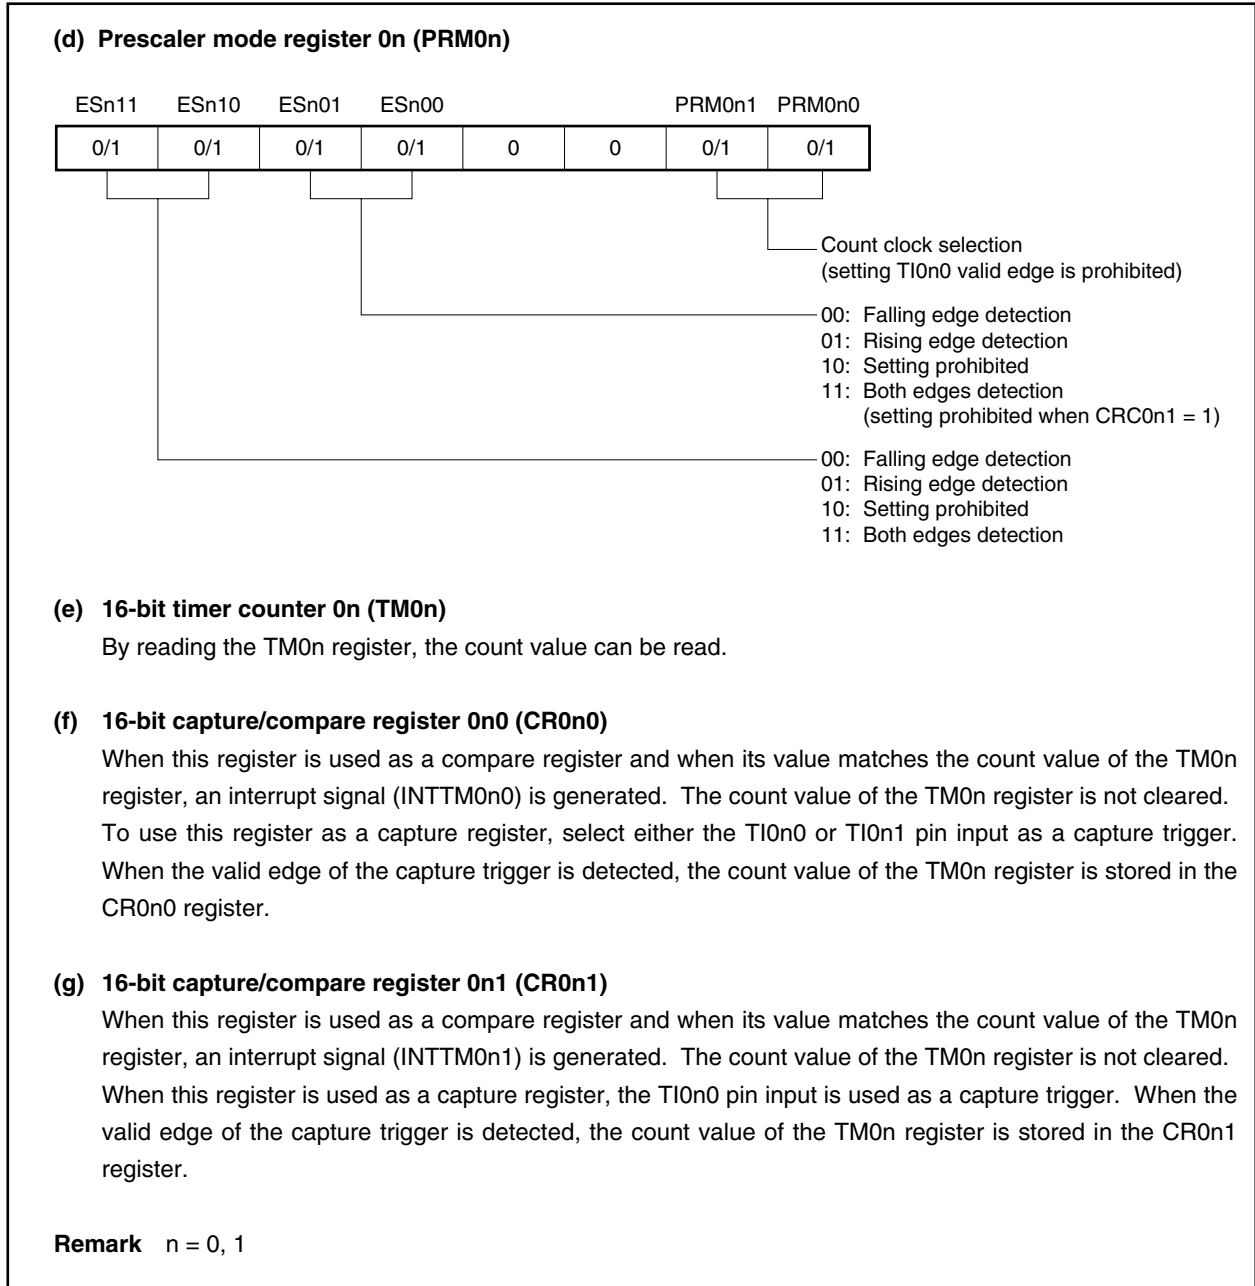 (d) Prescaler mode register 0n (PRM0n)
ESn11 ESn10 ESn01 ESn00 PRM0n1 PRM0n0
0/1 0/1 0/1 0/1 0 0 0/1 0/1
Count clock selection
(setting TI0n0 valid edge is prohibited)
00: Falling edge detection
01: Rising edge detection
10: Setting prohibited
11: Both edges detection
(setting prohibited when CRC0n1 = 1)
00: Falling edge detection
01: Rising edge detection
10: Setting prohibited
11: Both edges detection
(e) 16-bit timer counter 0n (TM0n)
By reading the TM0n register, the count value can be read.
(f) 16-bit capture/compare register 0n0 (CR0n0)
When this register is used as a compare register and when its value matches the count value of the TM0n
register, an interrupt signal (INTTM0n0) is generated. The count value of the TM0n register is not cleared.
To use this register as a capture register, select either the TI0n0 or TI0n1 pin input as a capture trigger.
When the valid edge of the capture trigger is detected, the count value of the TM0n register is stored in the
CR0n0 register.
(g) 16-bit capture/compare register 0n1 (CR0n1)
When this register is used as a compare register and when its value matches the count value of the TM0n
register, an interrupt signal (INTTM0n1) is generated. The count value of the TM0n register is not cleared.
When this register is used as a capture register, the TI0n0 pin input is used as a capture trigger. When the
valid edge of the capture trigger is detected, the count value of the TM0n register is stored in the CR0n1
register.
Remark n = 0, 1